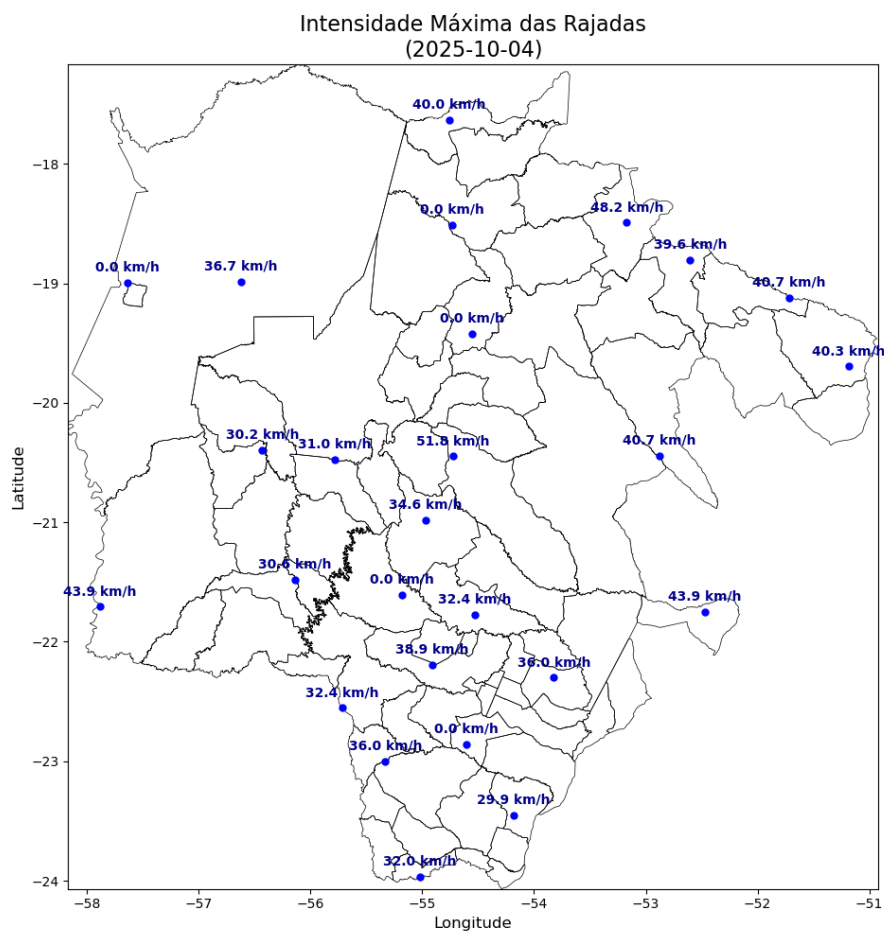 Intensidade Máxima das Rajadas
(2025-10-04)
40.0 km/h
0.0 km/h
48.2 km/h
39.6 km/h
0.0 km/h
36.7 km/h
40.7 km/h
0.0 km/h
40.3 km/h
30.2 km/h
31.0 km/h
51.8 km/h
40.7 km/h
34.6 km/h
30.6 km/h
0.0 km/h
43.9 km/h
32.4 km/h
43.9 km/h
38.9 km/h
36.0 km/h
32.4 km/h
0.0 km/h
36.0 km/h
29.9 km/h
32.0 km/h
−18
−19
−20
−21
−22
−23
−24
Latitude
−58
−57
−56
−55
−54
−53
−52
−51
Longitude